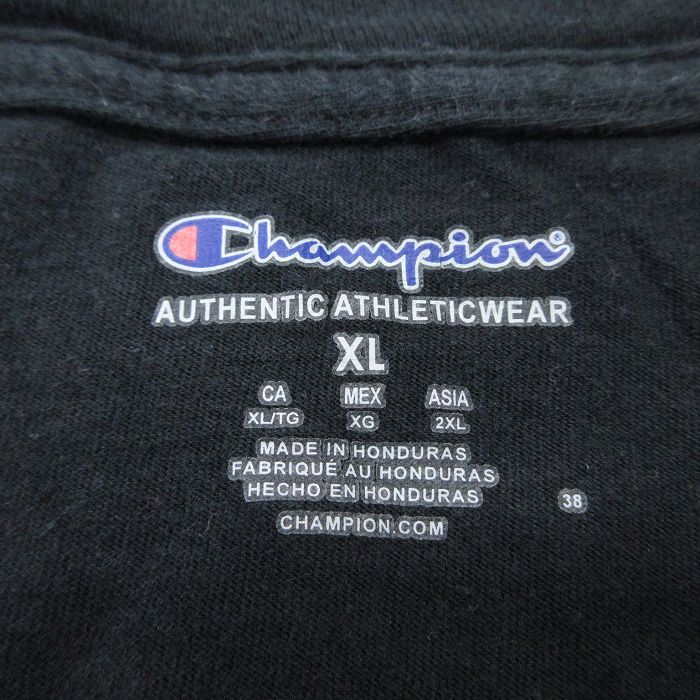 Champion®
AUTHENTIC ATHLETICWEAR
XL
CA MEX ASIA
XL/TG XG 2XL
MADE IN HONDURAS
FABRIQUÉ AU HONDURAS
HECHO EN HONDURAS
38
CHAMPION.COM